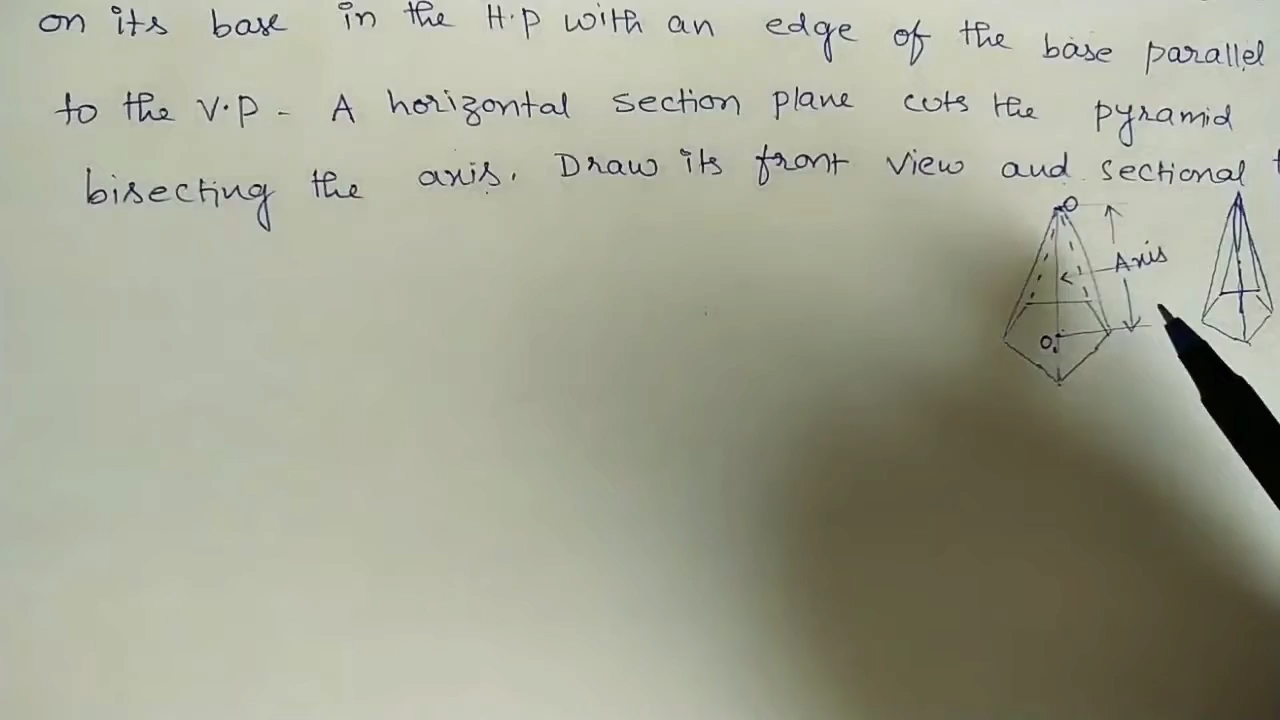 on its base in the H.p with an edge of the base parallel
to the V.P - A horizontal section plane cuts the pyramid
bisecting the axis. Draw its front view and sectional
O
Axis
O₁